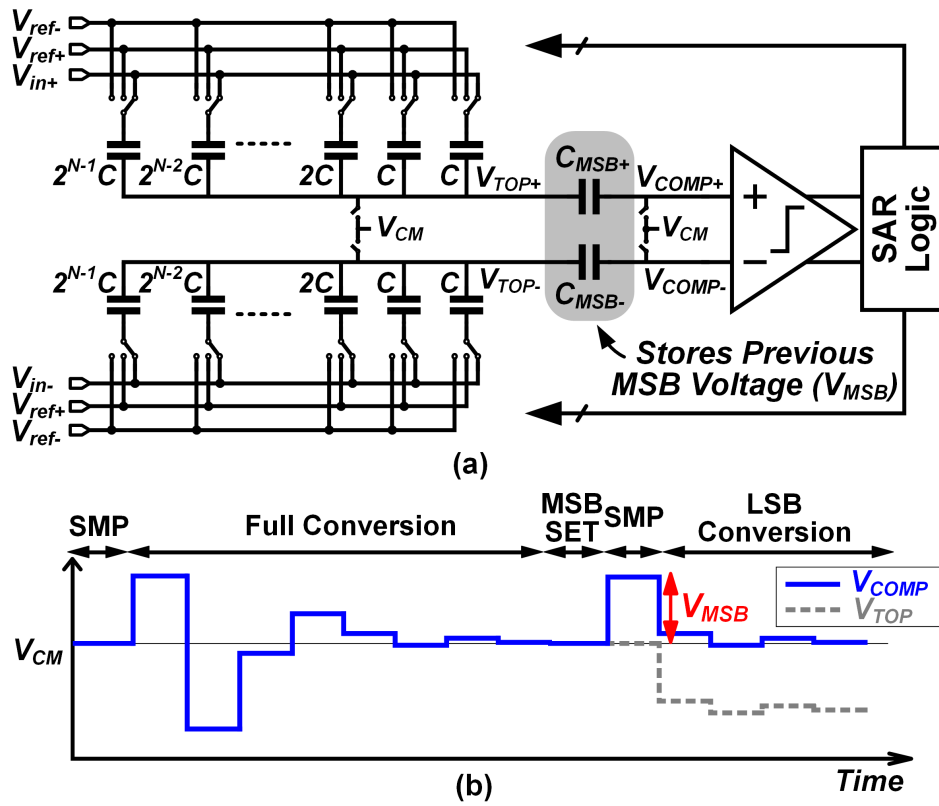 Vref-
Vref+
Vin+
2N-1C 2N-2C 2C C C
VTOP+ CMSB+ VCOMP+
VCM VCM
+
−
SAR Logic
2N-1C 2N-2C 2C C C
VTOP- CMSB- VCOMP-
Stores Previous
MSB Voltage (VMSB)
Vin-
Vref+
Vref-
(a)
SMP Full Conversion MSB SET SMP LSB Conversion
VCOMP
VTOP
VMSB
VCM
Time
(b)